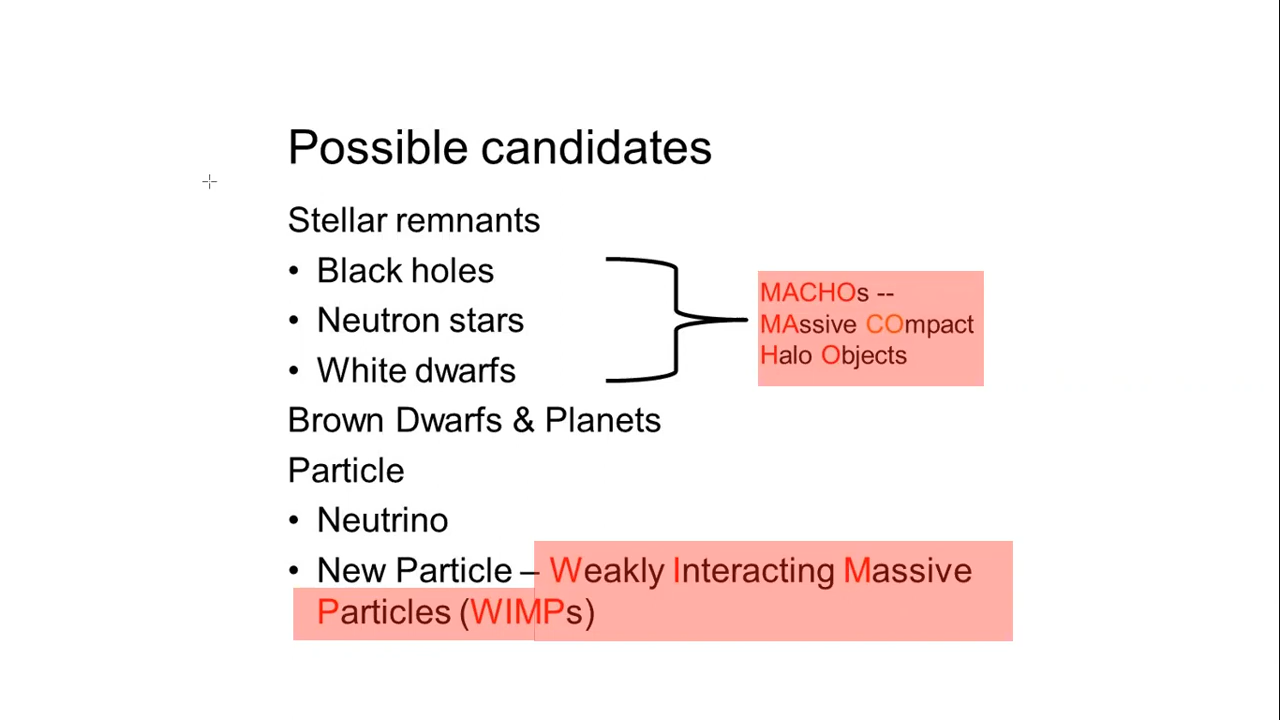 Possible candidates
Stellar remnants
• Black holes
• Neutron stars
• White dwarfs
MACHOs --
MAssive COmpact
Halo Objects
Brown Dwarfs & Planets
Particle
• Neutrino
• New Particle – Weakly Interacting Massive
Particles (WIMPs)